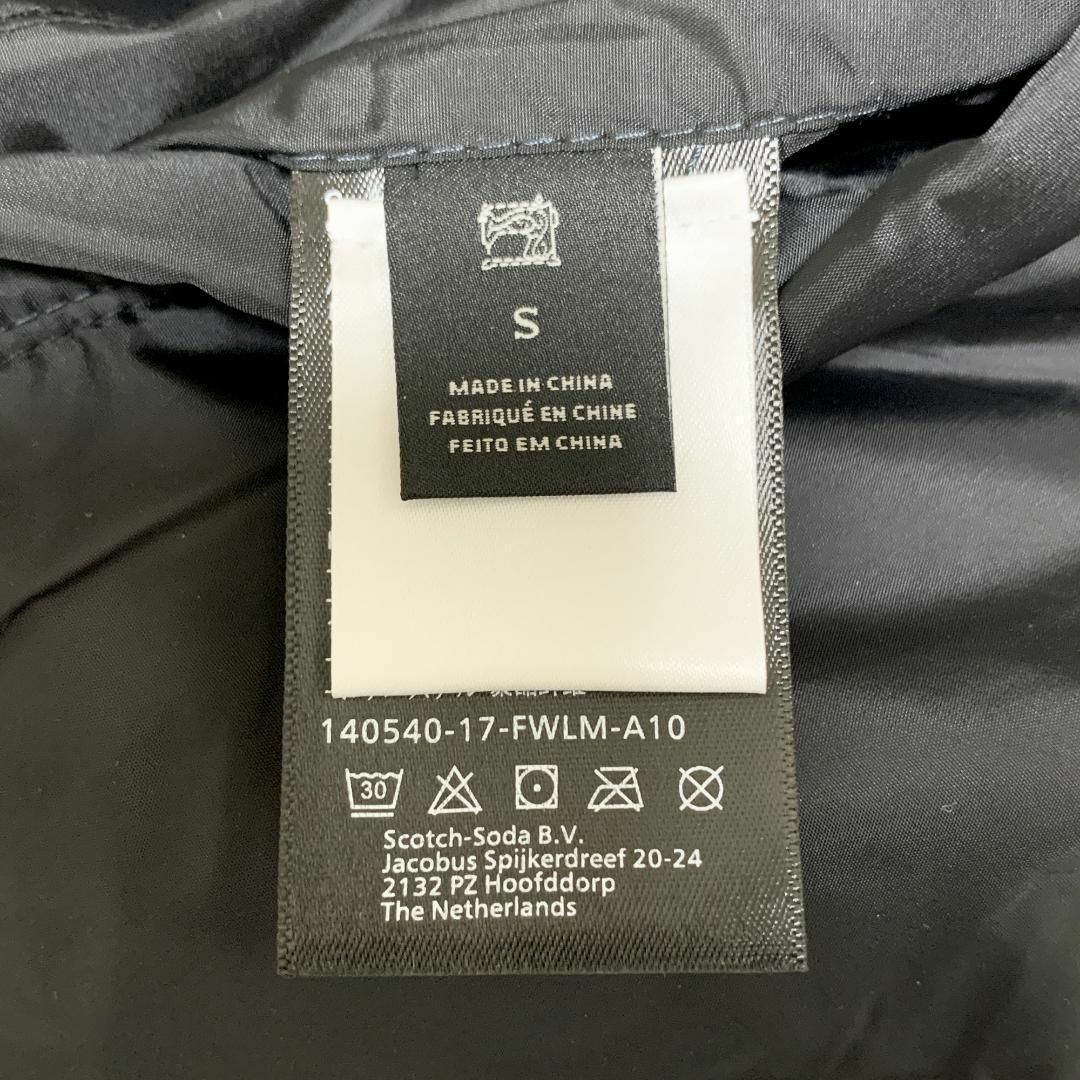 S
MADE IN CHINA
FABRIQUÉ EN CHINE
FEITO EM CHINA
140540-17-FWLM-A10
30
Scotch-Soda B.V.
Jacobus Spijkerdreef 20-24
2132 PZ Hoofddorp
The Netherlands